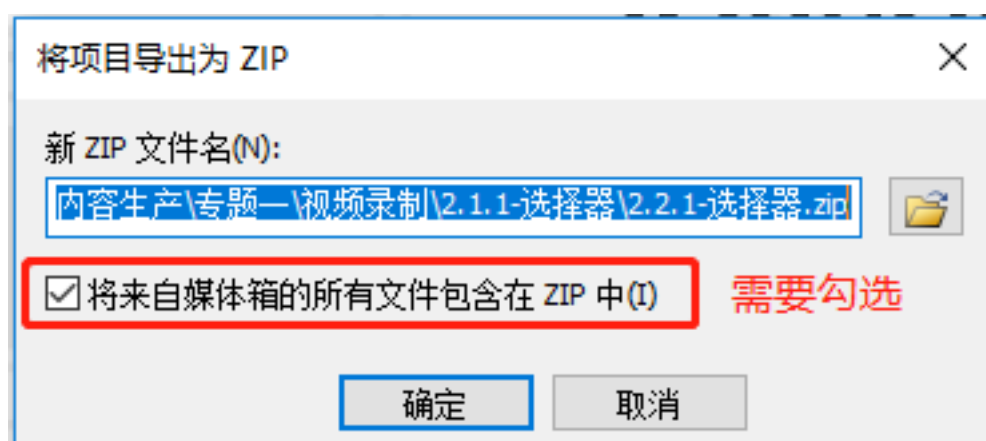 将项目导出为 ZIP
新 ZIP 文件名(N):
内容生产\专题一\视频录制\2.1.1-选择器\2.2.1-选择器.zip
将来自媒体箱的所有文件包含在 ZIP 中(I)
需要勾选
确定
取消